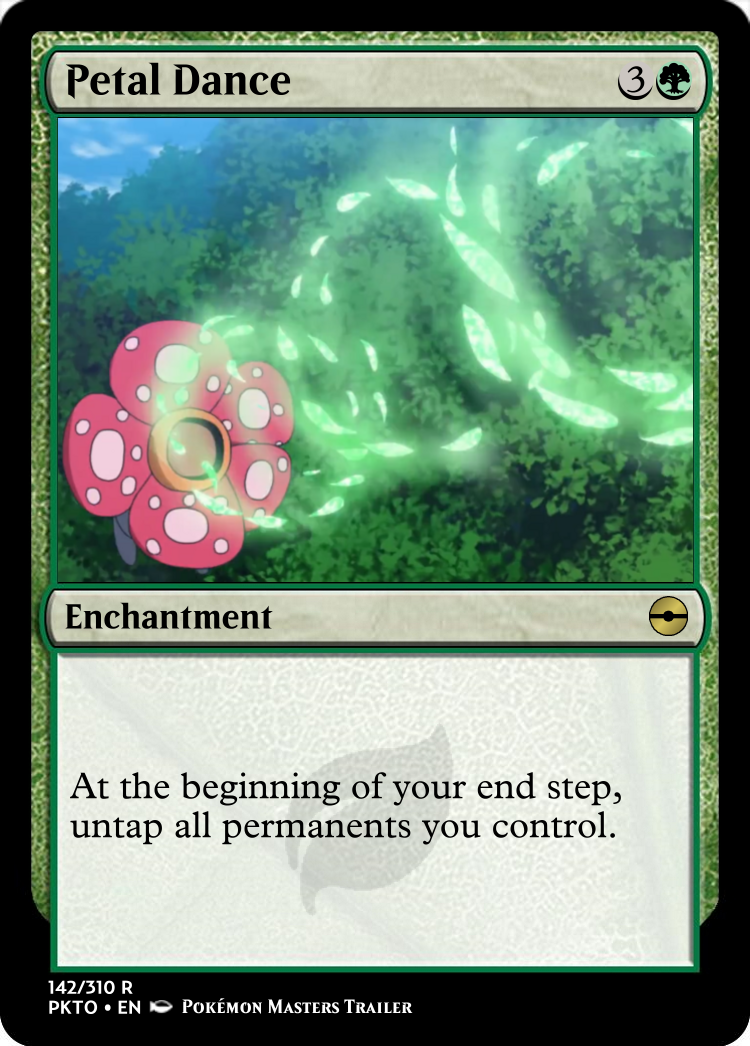 Petal Dance 3
Enchantment
At the beginning of your end step,
untap all permanents you control.
142/310 R
PKTO • EN Pokémon Masters Trailer